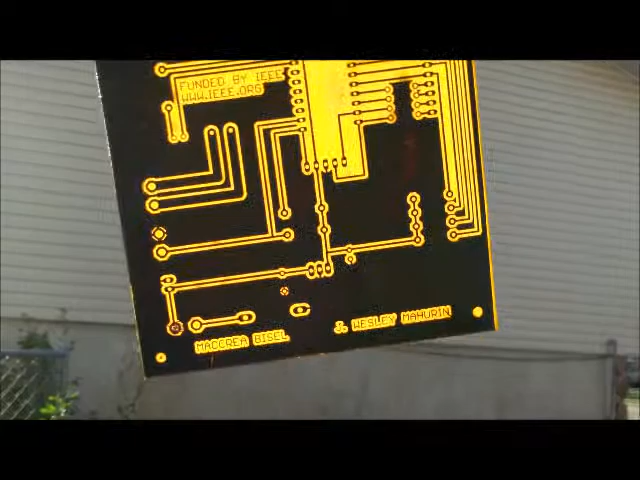 FUNDED BY IEEE
WWW.IEEE.ORG
MACCREA BISEL
& WESLEY MAHURIN